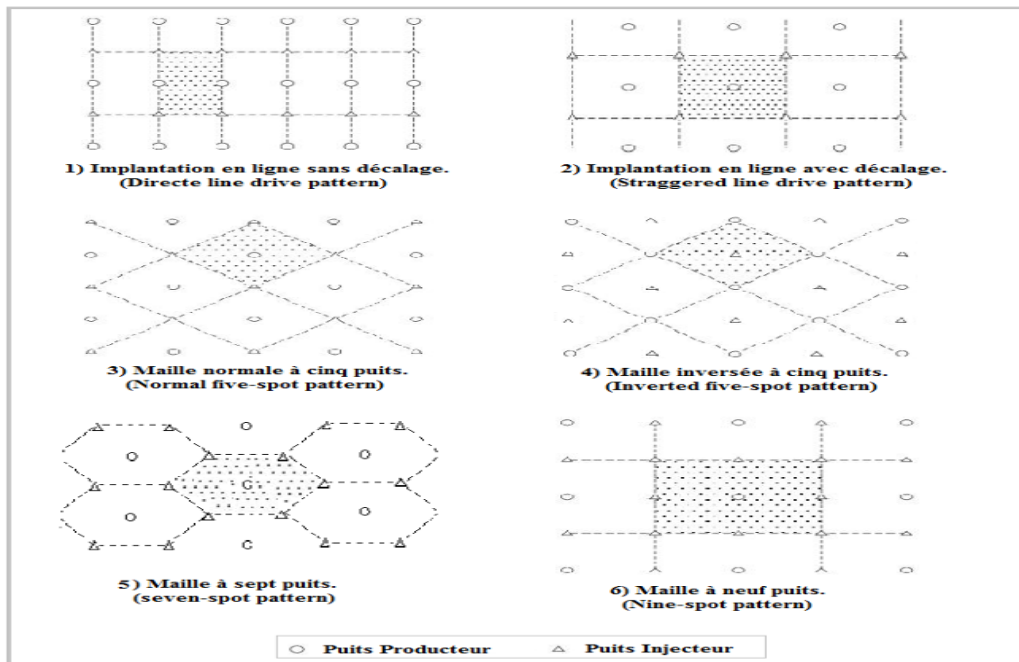 1) Implantation en ligne sans décalage.
(Directe line drive pattern)
2) Implantation en ligne avec décalage.
(Straggered line drive pattern)
3) Maille normale à cinq puits.
(Normal five-spot pattern)
4) Maille inversée à cinq puits.
(Inverted five-spot pattern)
5) Maille à sept puits.
(seven-spot pattern)
6) Maille à neuf puits.
(Nine-spot pattern)
Puits Producteur
Puits Injecteur